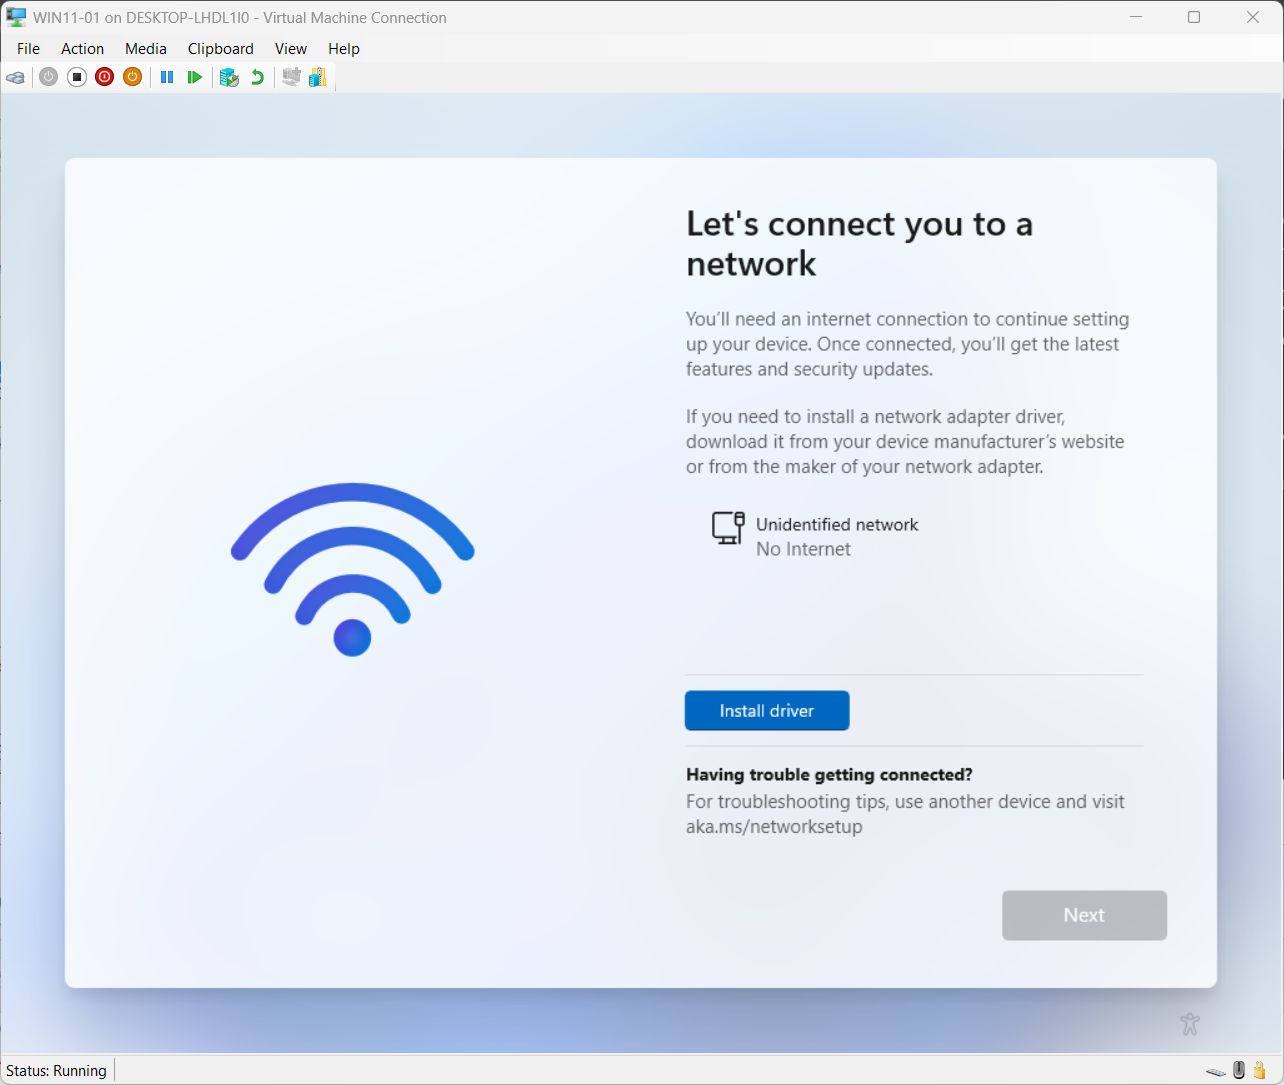 WIN11-01 on DESKTOP-LHDL1I0 - Virtual Machine Connection
File Action Media Clipboard View Help
Let's connect you to a
network
You’ll need an internet connection to continue setting
up your device. Once connected, you’ll get the latest
features and security updates.
If you need to install a network adapter driver,
download it from your device manufacturer’s website
or from the maker of your network adapter.
Unidentified network
No Internet
Install driver
Having trouble getting connected?
For troubleshooting tips, use another device and visit
aka.ms/networksetup
Next
Status: Running